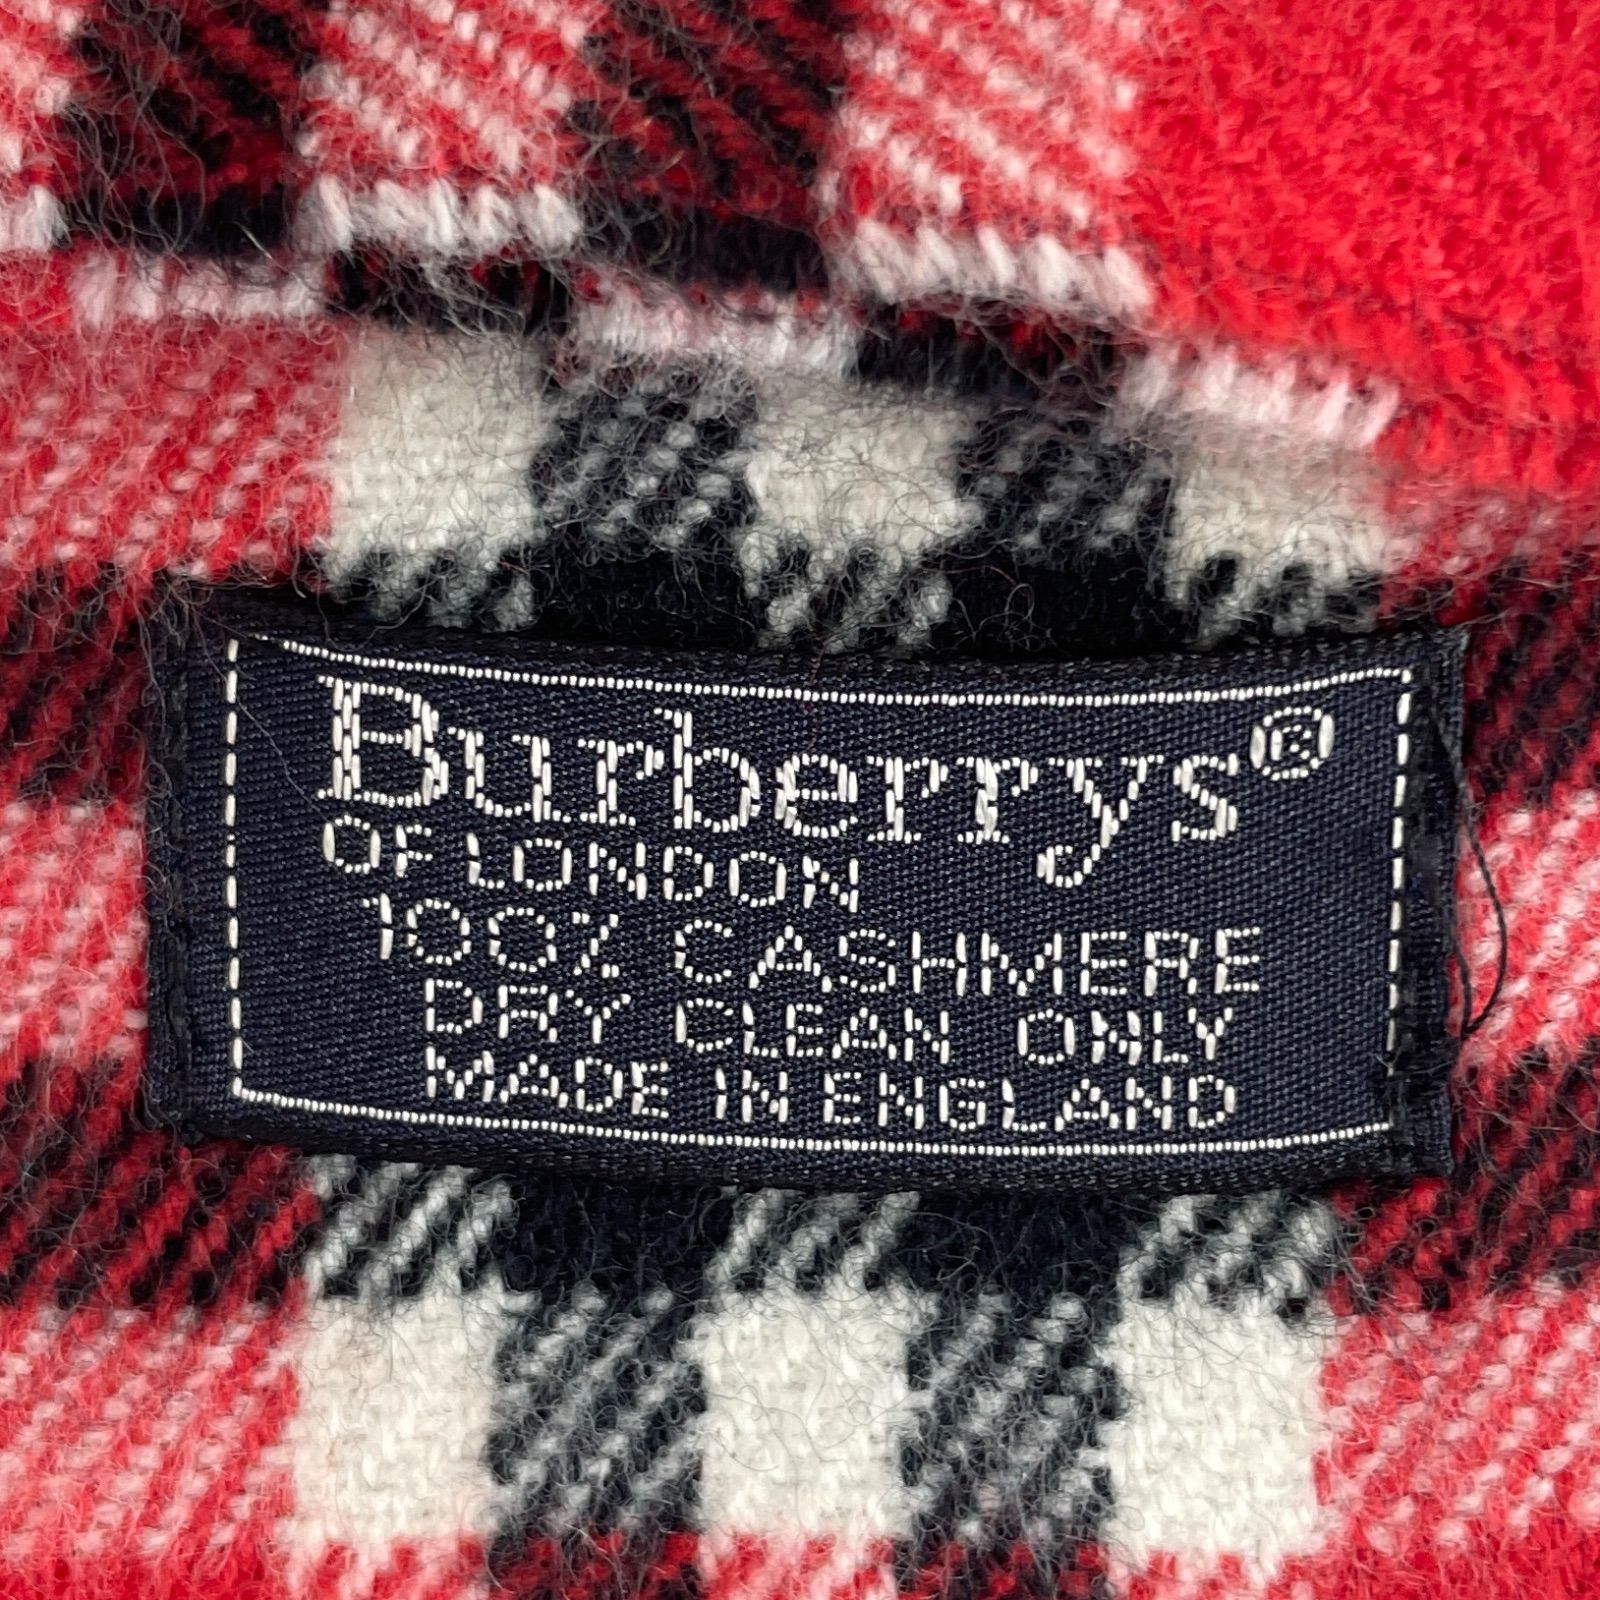 Burberrys®
OF LONDON
100% CASHMERE
DRY CLEAN ONLY
MADE IN ENGLAND